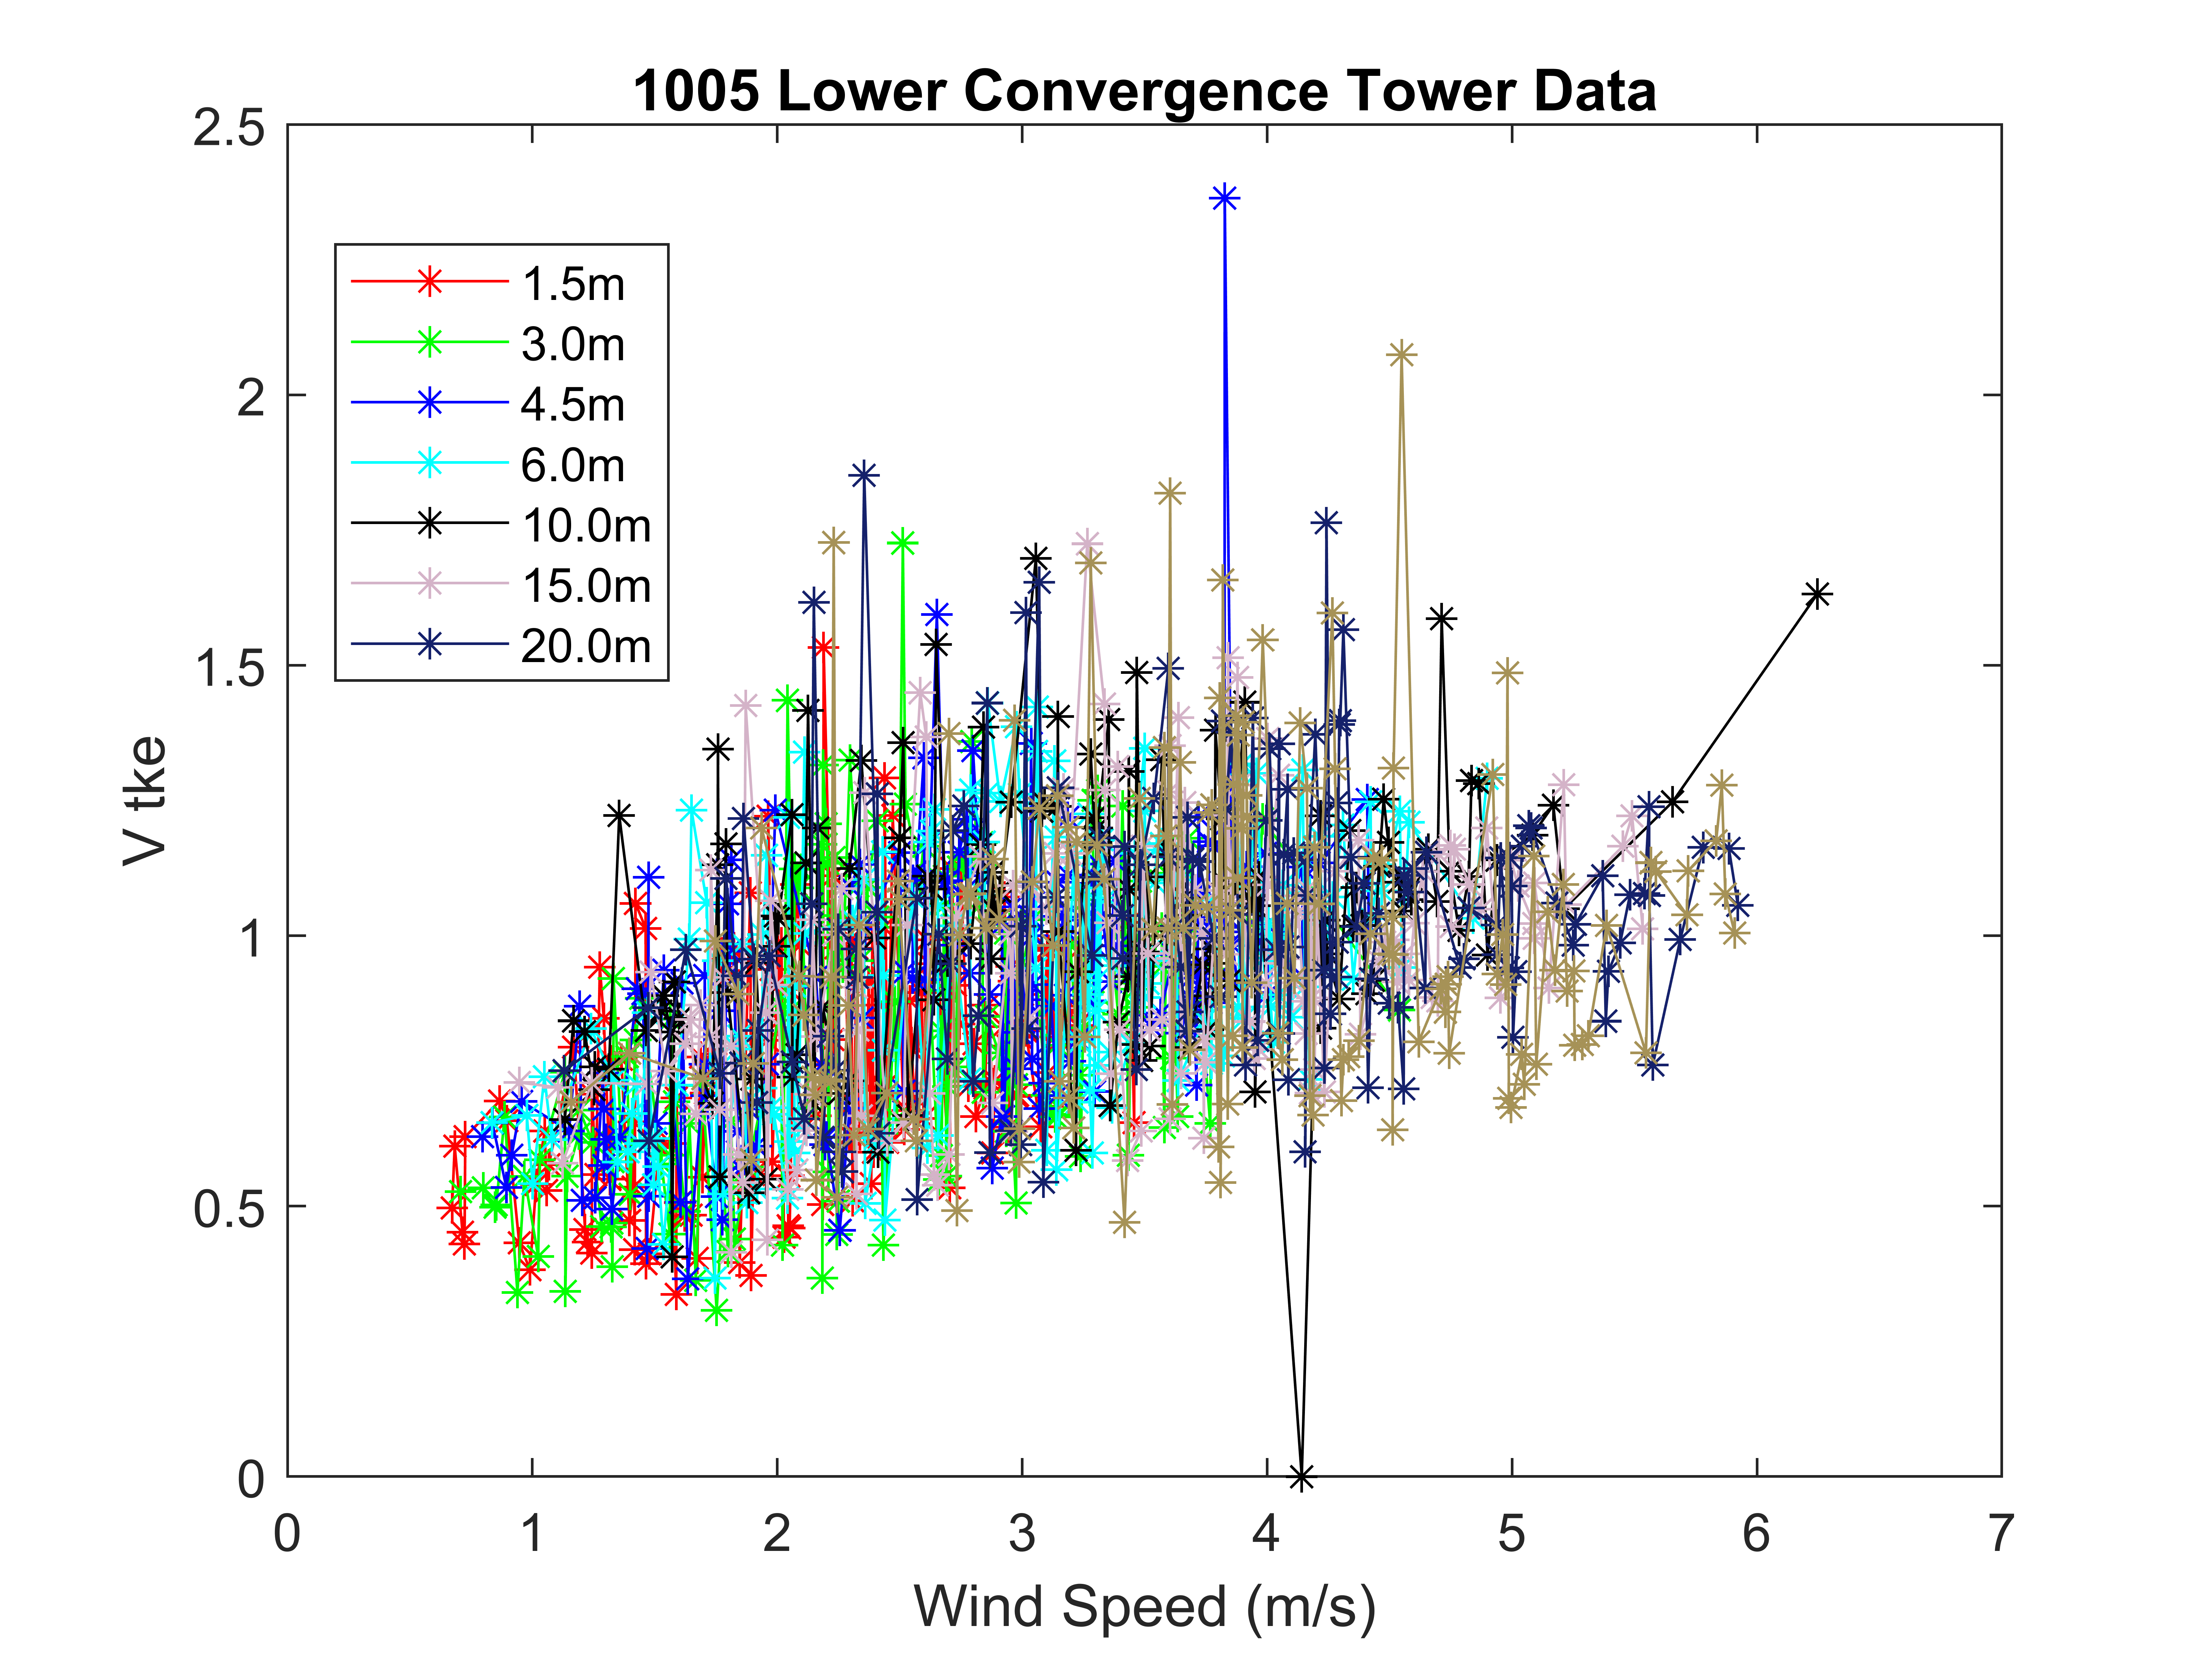 1005 Lower Convergence Tower Data
2.5
2
1.5
1
0.5
0
V tke
1.5m
3.0m
4.5m
6.0m
10.0m
15.0m
20.0m
0 1 2 3 4 5 6 7
Wind Speed (m/s)